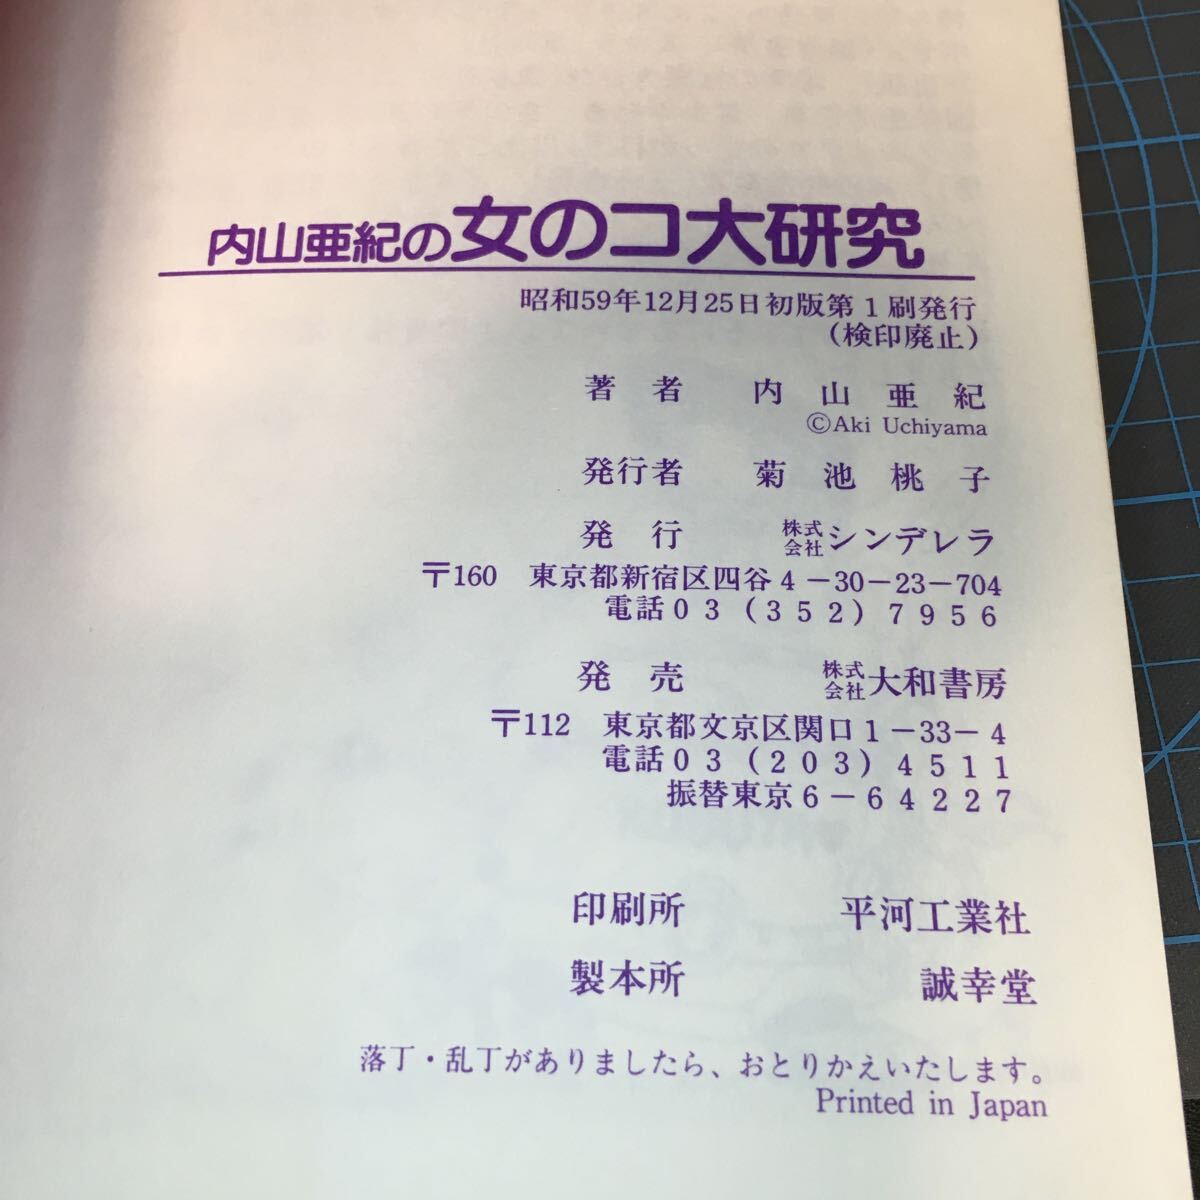 内山亜紀の女のコ大研究
昭和59年12月25日初版第1刷発行
(検印廃止)
著者 内山亜紀
©Aki Uchiyama
発行者 菊池桃子
発行 株式会社シンデレラ
〒160 東京都新宿区四谷4-30-23-704
電話03(352)7956
発売 株式会社大和書房
〒112 東京都文京区関口1-33-4
電話03(203)4511
振替東京6-64227
印刷所 平河工業社
製本所 誠幸堂
落丁・乱丁がありましたら、おとりかえいたします。
Printed in Japan